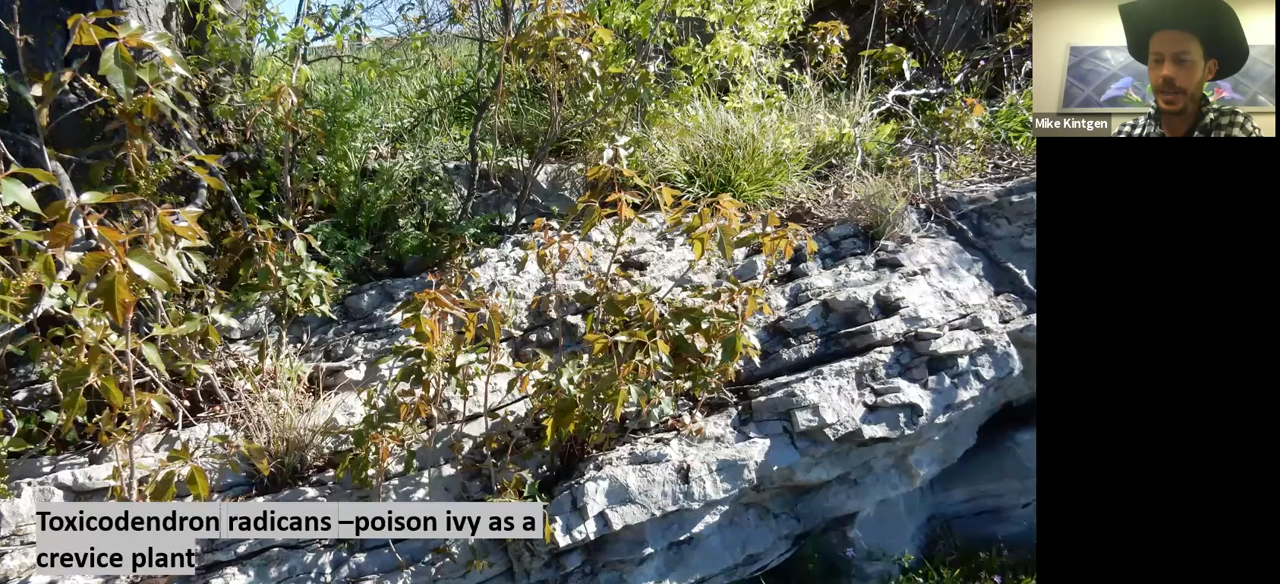 Mike Kintgen
Toxicodendron radicans –poison ivy as a
crevice plant